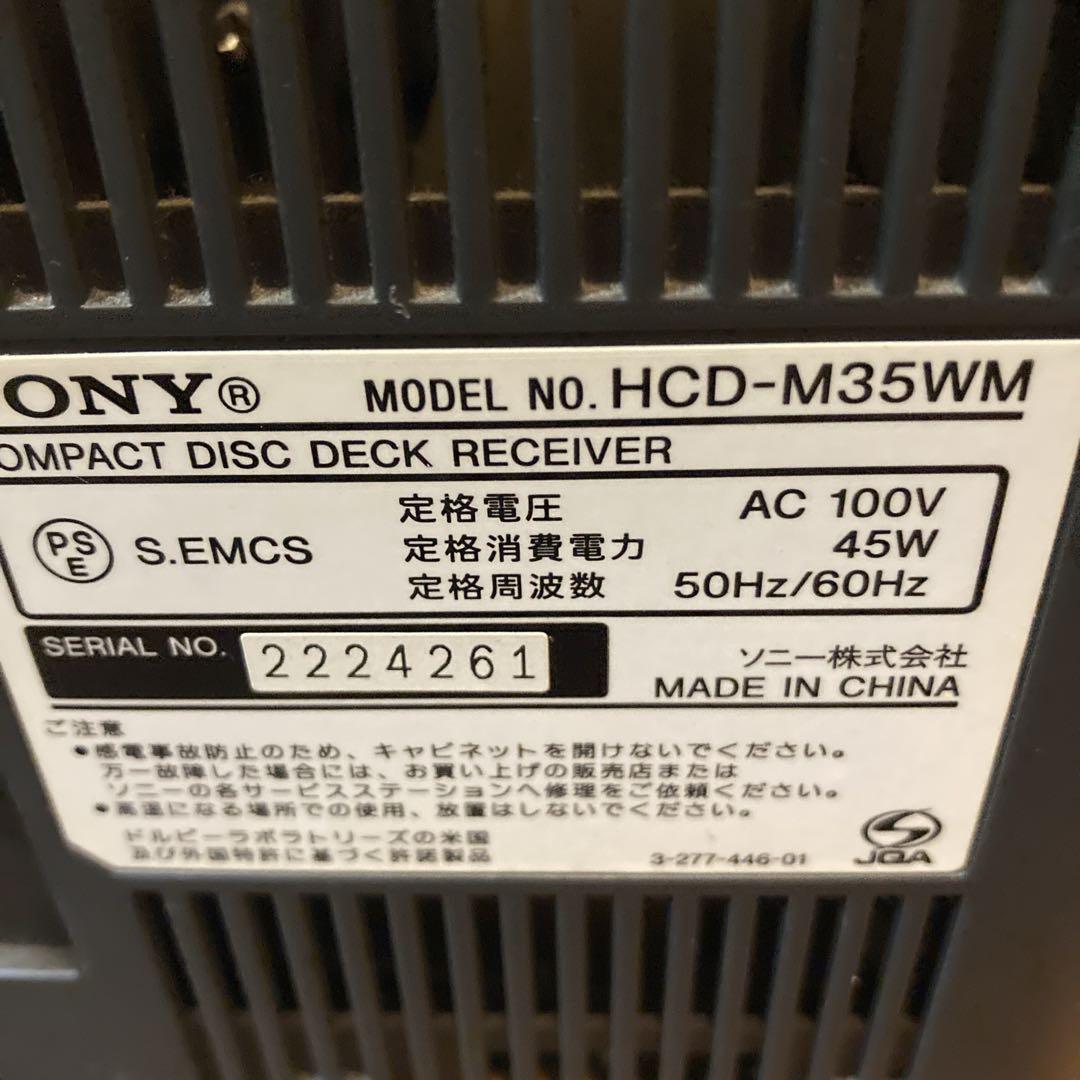 ONY® MODEL NO. HCD-M35WM
OMPACT DISC DECK RECEIVER
PSE S.EMCS
定格電圧 AC 100V
定格消費電力 45W
定格周波数 50Hz/60Hz
SERIAL NO. 2224261
ソニー株式会社
MADE IN CHINA
ご注意
•感電事故防止のため、キャビネットを開けないでください。
万一故障した場合には、お買い上げの販売店または
ソニーの各サービスステーションへ修理をご依頼ください。
•高温になる場所での使用、放置はしないでください。
ドルビーラボラトリーズの米国
及び外国特許に基づく許諾製品
3-277-446-01
JQA